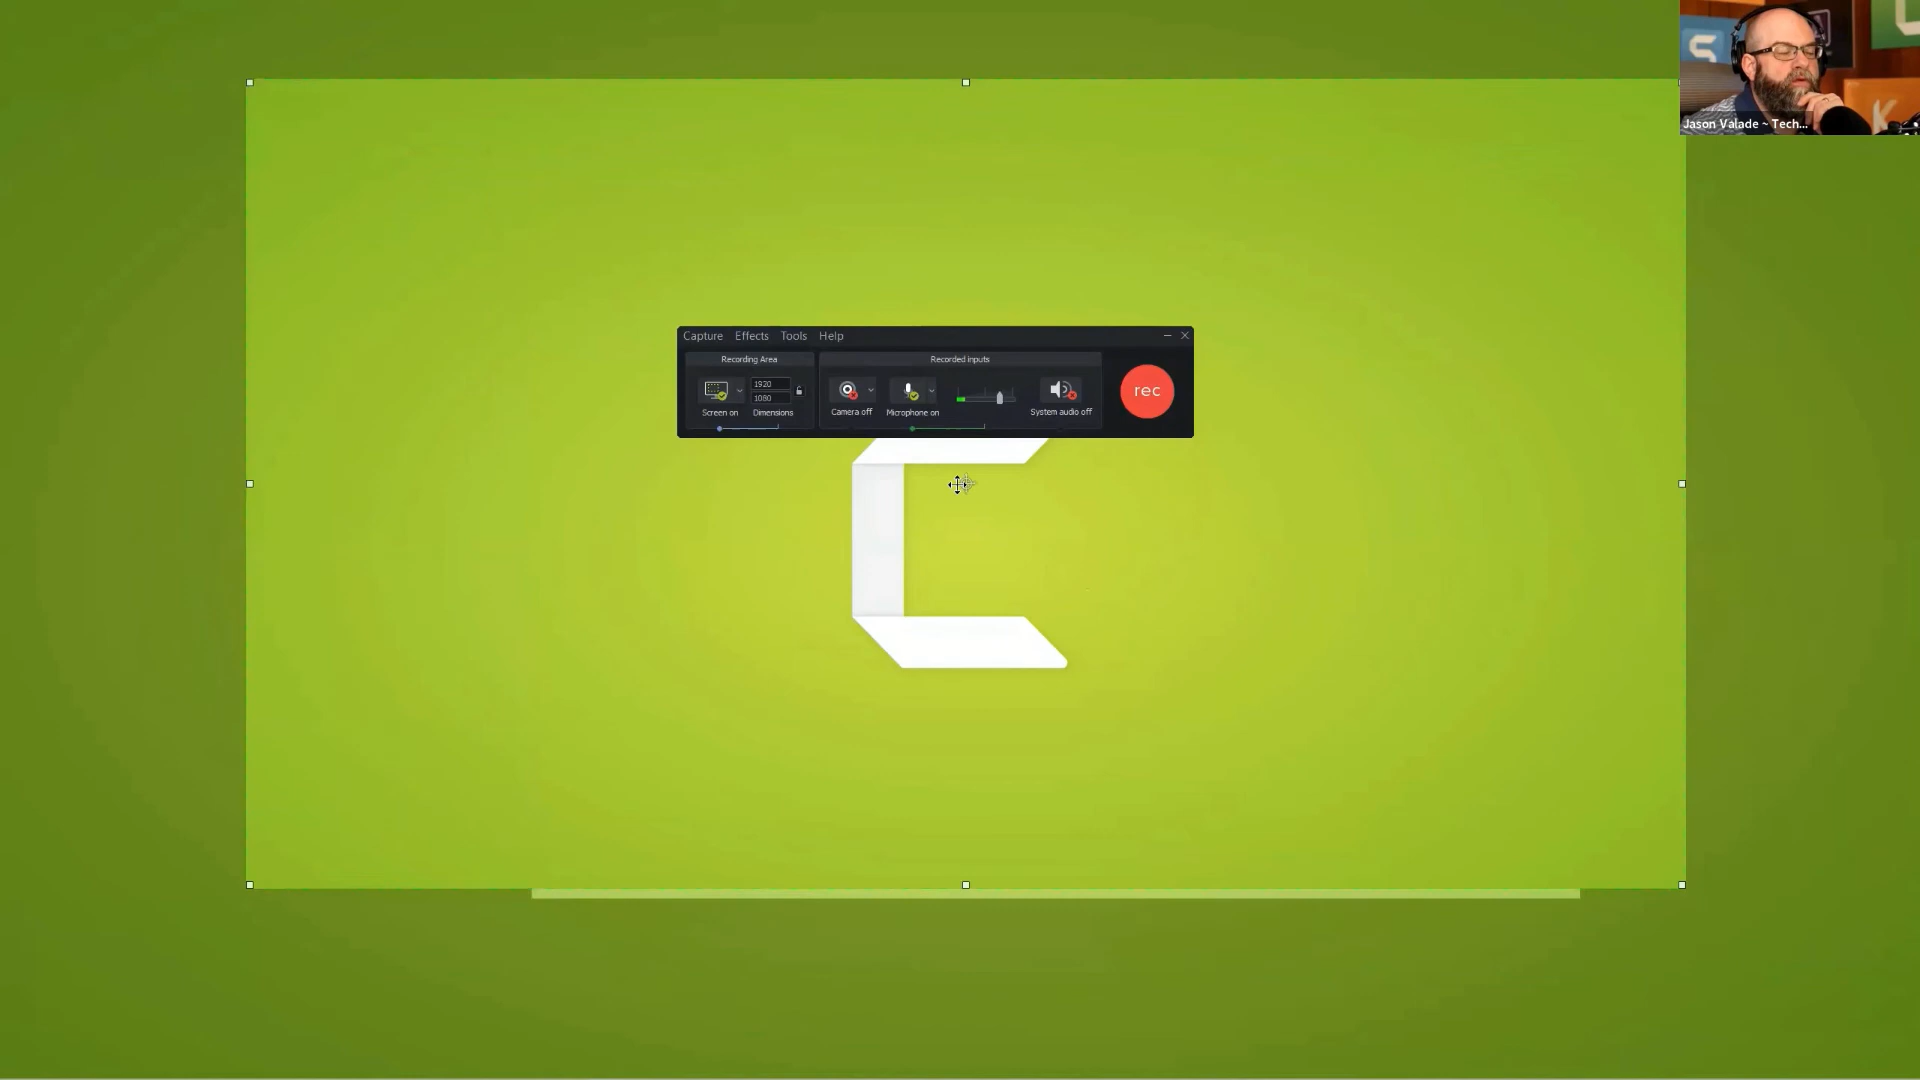 Jason Valade ~ Tech...
Capture Effects Tools Help
Recording Area
Recorded inputs
1920
1080
rec
Screen on
Dimensions
Camera off
Microphone on
System audio off